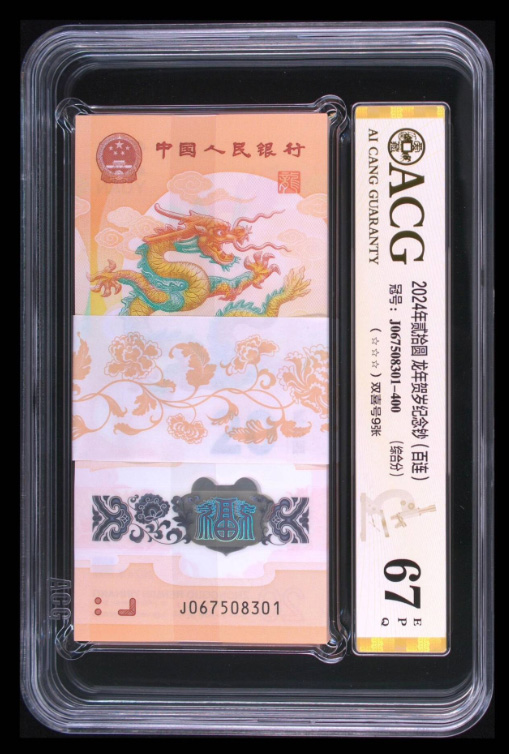 中国人民银行
J067508301
ACG
AI CANG GUARANTY
2024年贰拾圆 龙年贺岁纪念钞（百连）
冠号：J067508301-400（综合分）
（☆☆☆）双喜号9张
67
E
P
Q
ACG